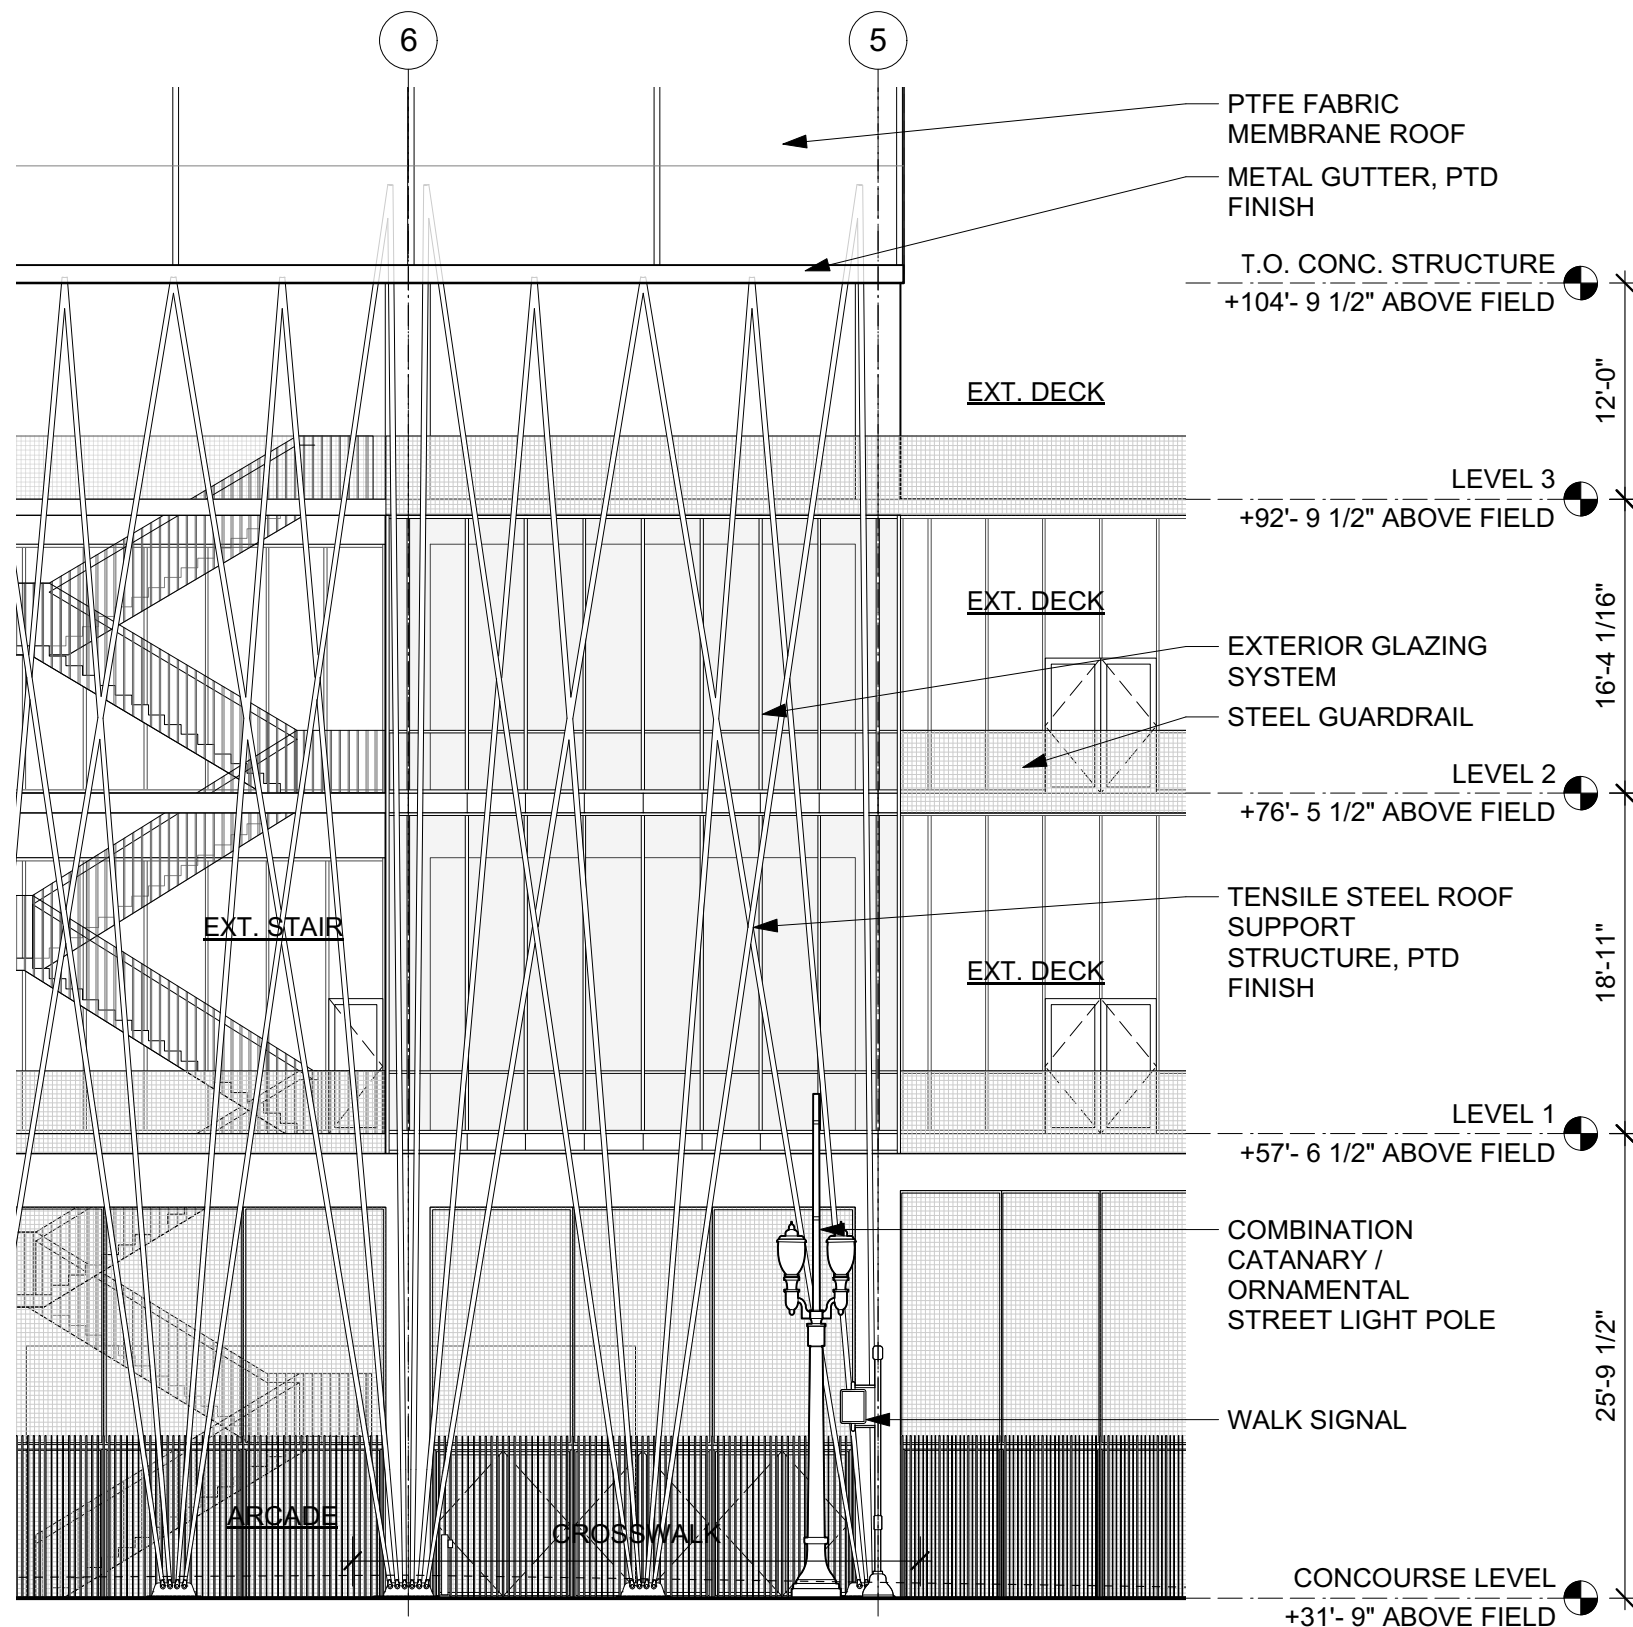 6
5
PTFE FABRIC
MEMBRANE ROOF
METAL GUTTER, PTD
FINISH
T.O. CONC. STRUCTURE
+104'- 9 1/2" ABOVE FIELD
12'-0"
EXT. DECK
LEVEL 3
+92'- 9 1/2" ABOVE FIELD
EXT. DECK
16'-4 1/16"
EXTERIOR GLAZING
SYSTEM
STEEL GUARDRAIL
LEVEL 2
+76'- 5 1/2" ABOVE FIELD
TENSILE STEEL ROOF
SUPPORT
STRUCTURE, PTD
FINISH
EXT. STAIR
EXT. DECK
18'-11"
LEVEL 1
+57'- 6 1/2" ABOVE FIELD
COMBINATION
CATANARY /
ORNAMENTAL
STREET LIGHT POLE
25'-9 1/2"
WALK SIGNAL
ARCADE
CROSSWALK
CONCOURSE LEVEL
+31'- 9" ABOVE FIELD